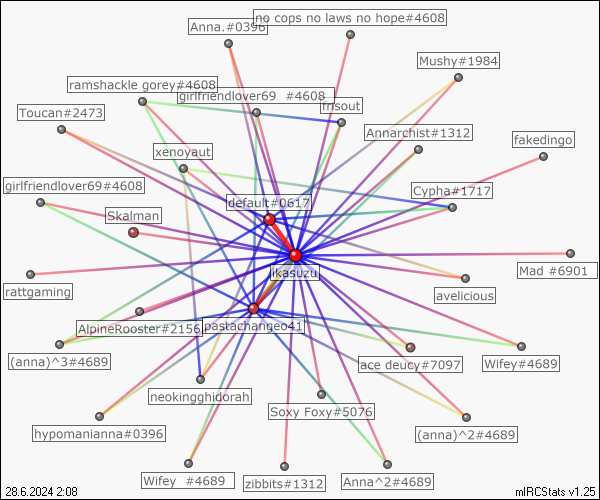 no cops no laws no hope#4608
Anna.#0396
Mushy#1984
ramshackle gorey#4608
girlfriendlover69 #4608
frisout
Toucan#2473
Annarchist#1312
fakedingo
xenoyaut
girlfriendlover69#4608
Cypha#1717
default#0617
Skalman
ikasuzu
Mad #6901
rattgaming
avelicious
AlpineRooster#2156
pastachangeo41
(anna)^3#4689
ace deucy#7097
Wifey#4689
neokingghidorah
Soxy Foxy#5076
hypomanianna#0396
(anna)^2#4689
Wifey #4689
zibbits#1312
Anna^2#4689
28.6.2024 2:08
mIRCStats v1.25